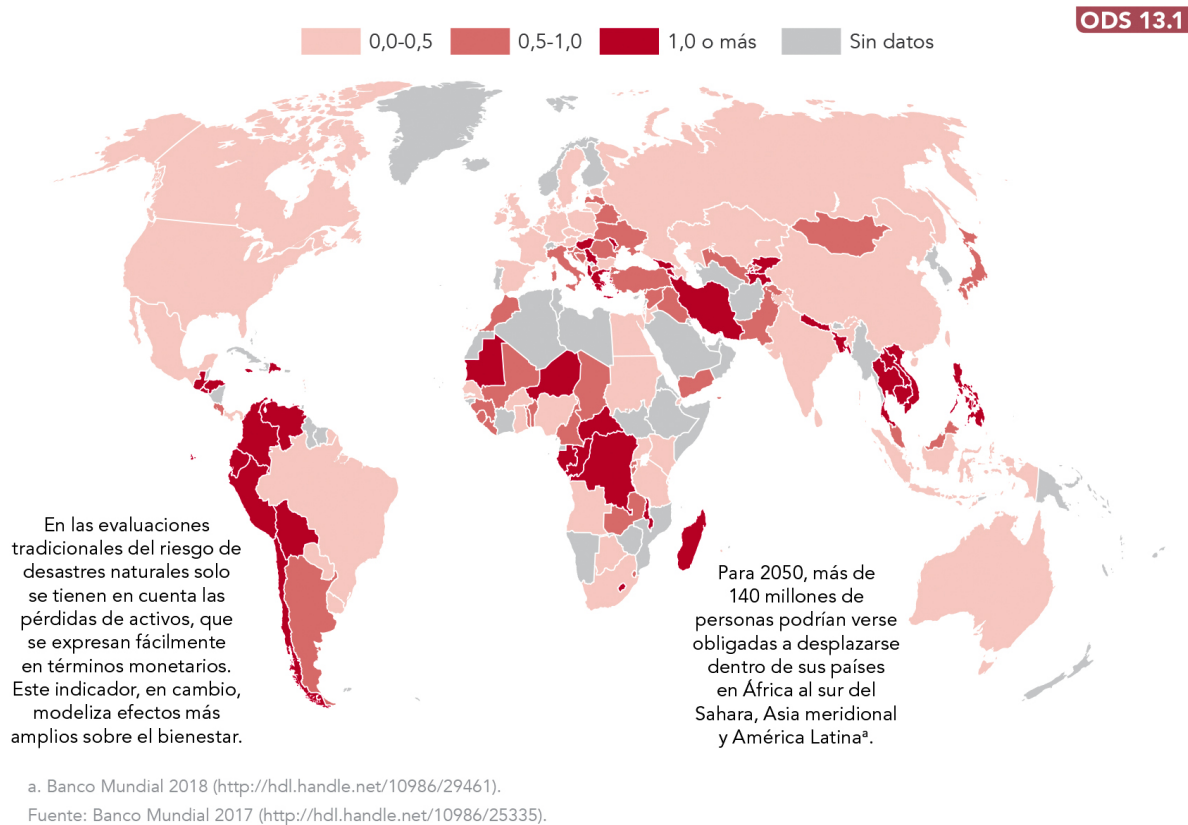 ODS 13.1
0,0-0,5
0,5-1,0
1,0 o más
Sin datos
En las evaluaciones
tradicionales del riesgo de
desastres naturales solo
se tienen en cuenta las
pérdidas de activos, que
se expresan fácilmente
en términos monetarios.
Este indicador, en cambio,
modeliza efectos más
amplios sobre el bienestar.
Para 2050, más de
140 millones de
personas podrían verse
obligadas a desplazarse
dentro de sus países
en África al sur del
Sahara, Asia meridional
y América Latinaª.
a. Banco Mundial 2018 (http://hdl.handle.net/10986/29461).
Fuente: Banco Mundial 2017 (http://hdl.handle.net/10986/25335).